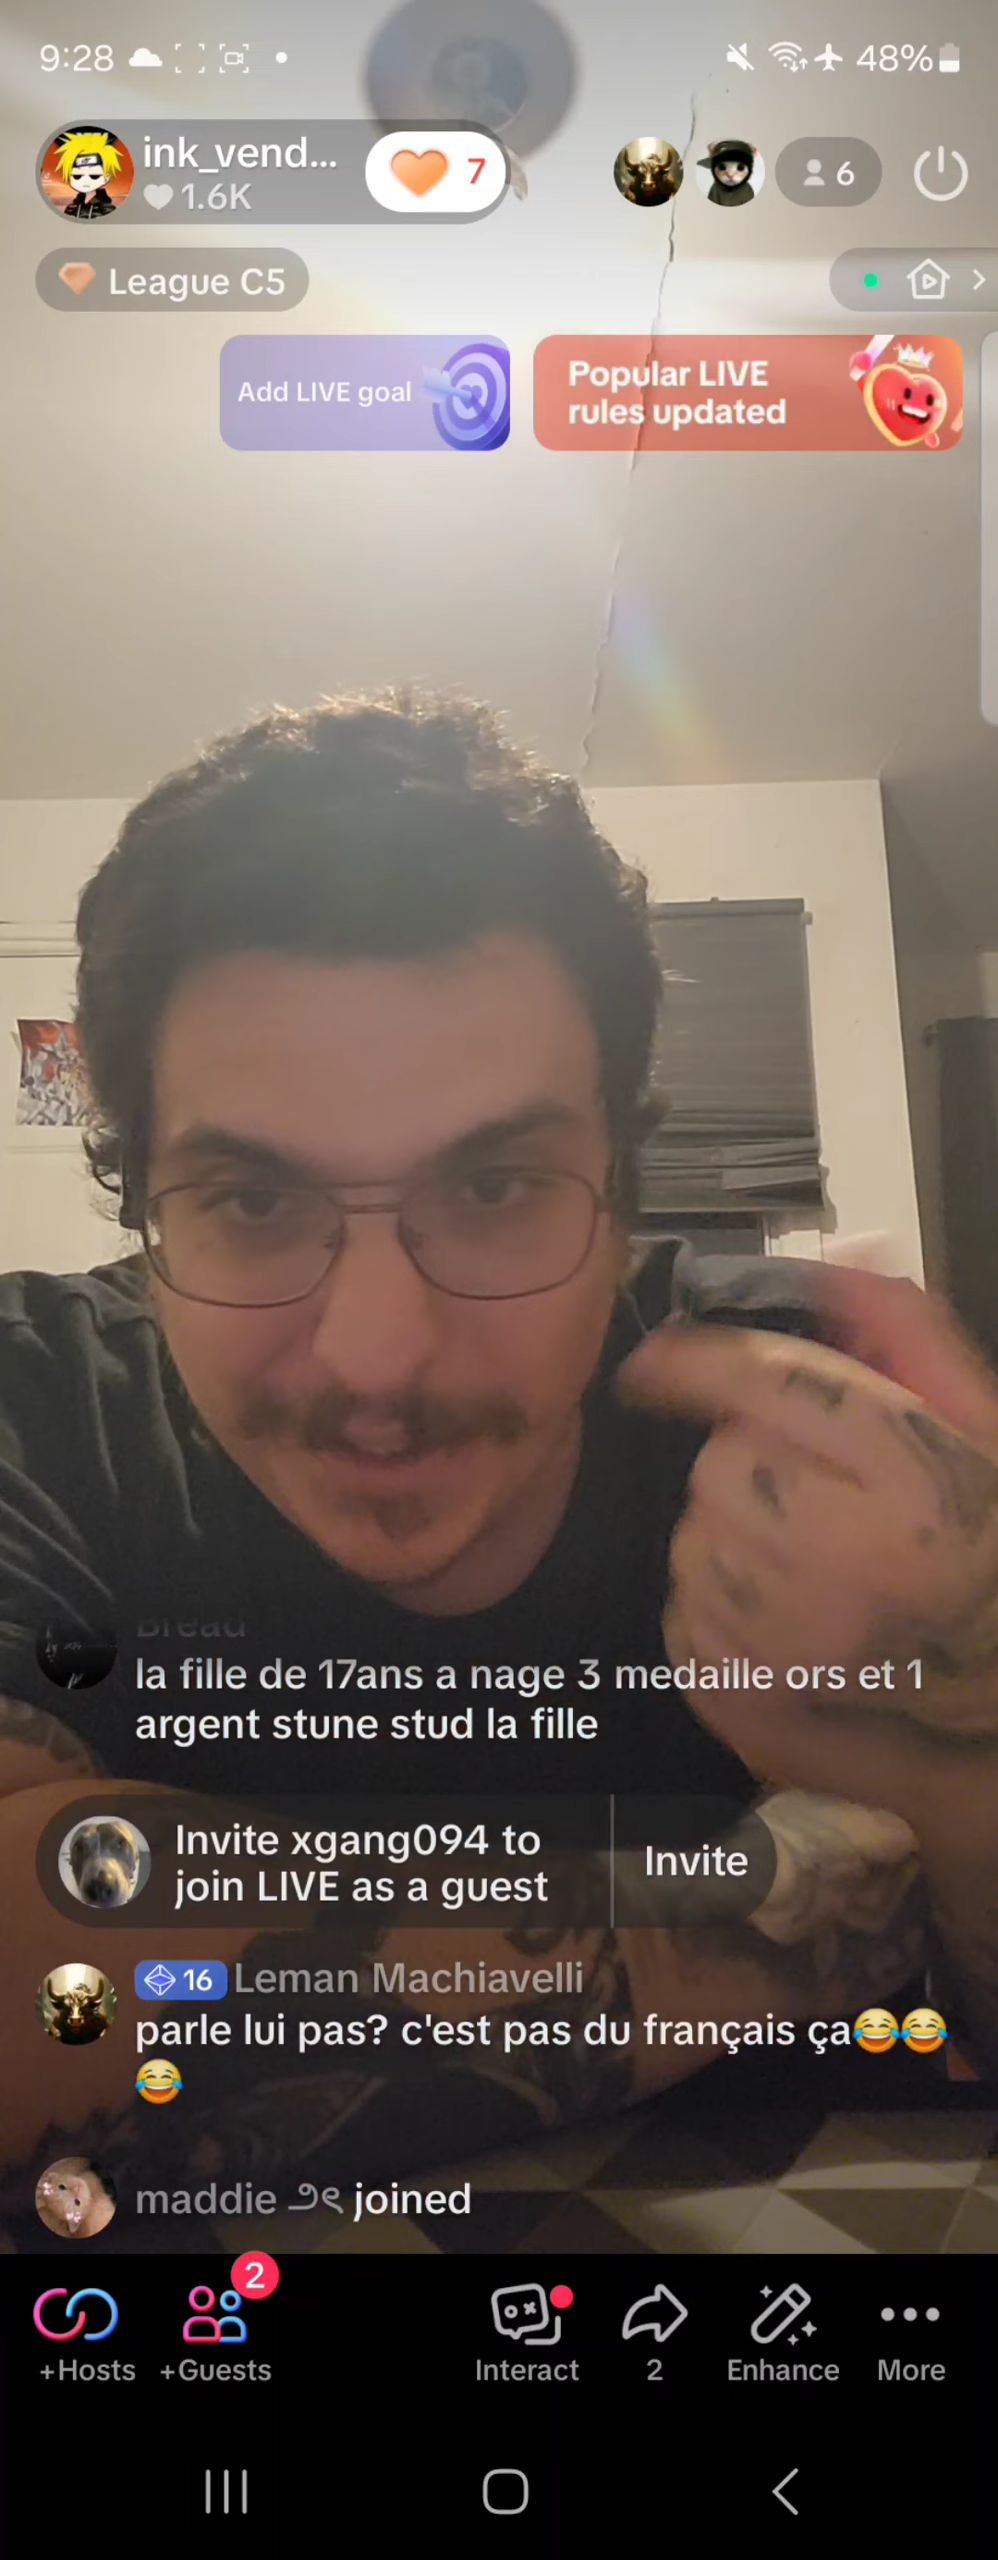 9:28
48%
ink_vend...
1.6K
7
6
League C5
Add LIVE goal
Popular LIVE
rules updated
Bread
la fille de 17ans a nage 3 medaille ors et 1
argent stune stud la fille
Invite xgang094 to
join LIVE as a guest
Invite
16 Leman Machiavelli
parle lui pas? c'est pas du français ça😂😂
😂
maddie joined
2
+Hosts
+Guests
Interact
2
Enhance
More